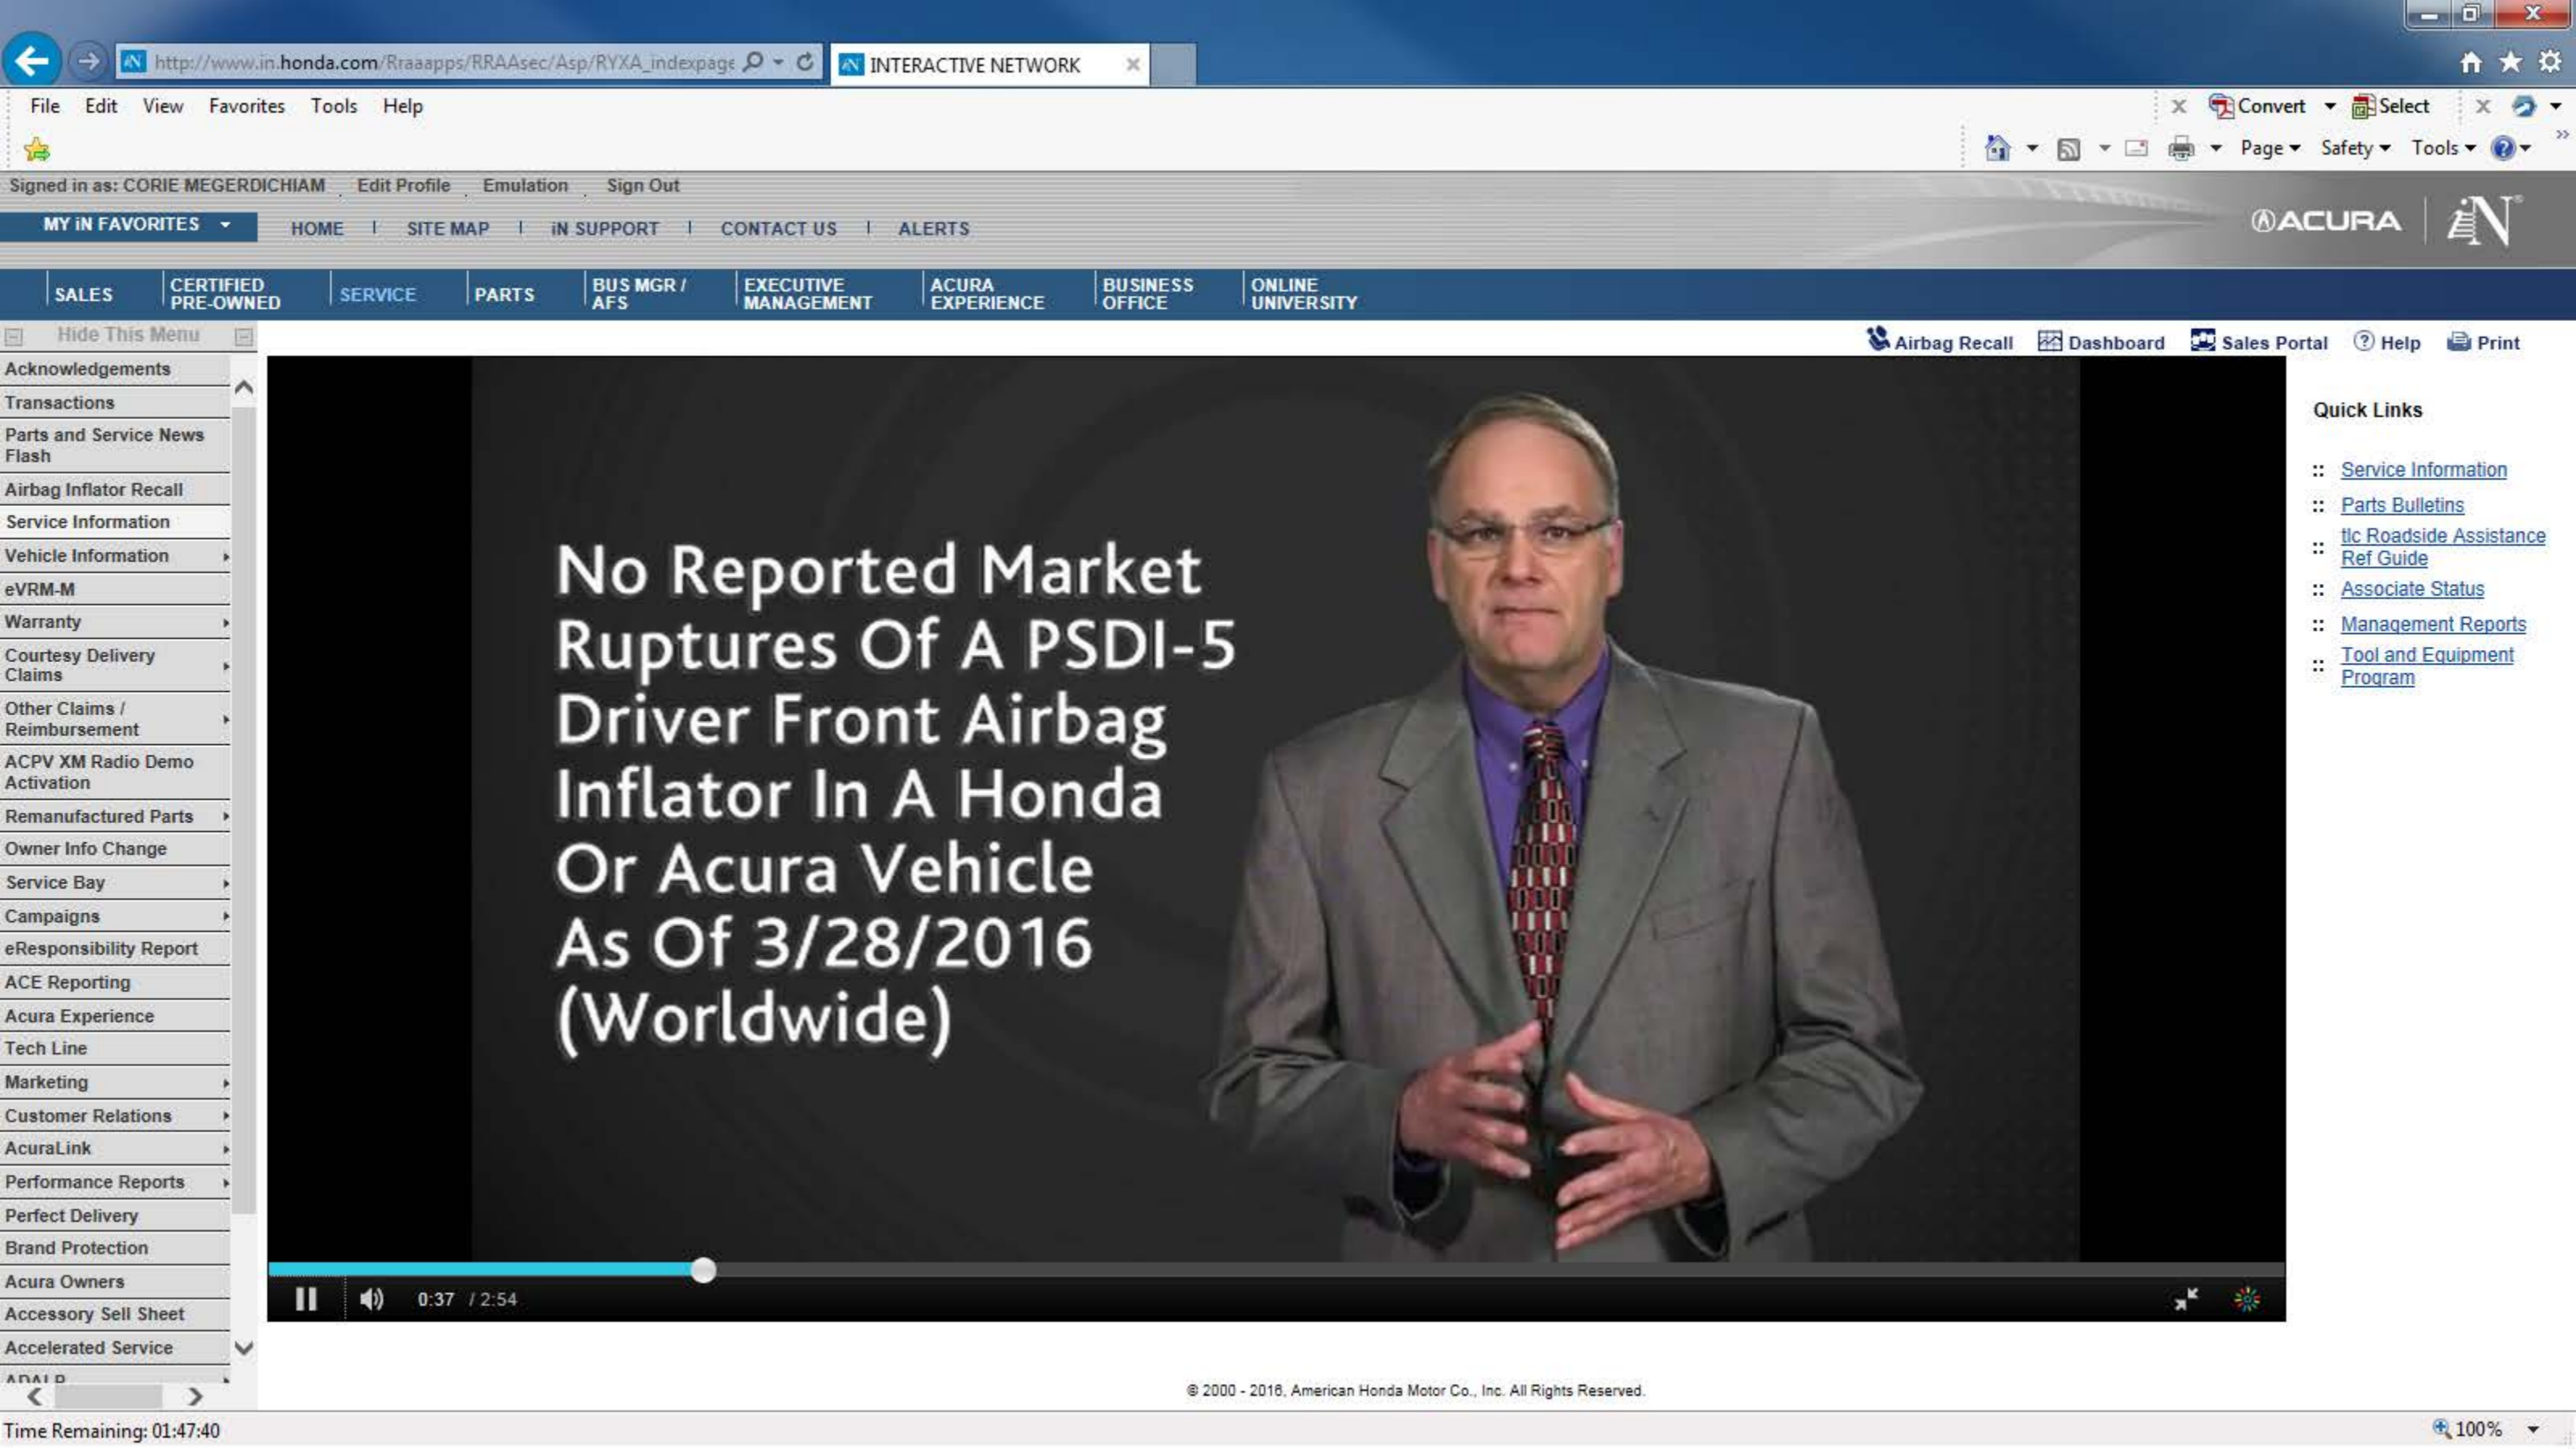 http://www.in.honda.com/Rraaapps/RRAAsec/Asp/RYXA_indexpage
INTERACTIVE NETWORK
File Edit View Favorites Tools Help
Convert Select
Page Safety Tools
Signed in as: CORIE MEGERDICHIAM Edit Profile Emulation Sign Out
MY iN FAVORITES HOME | SITE MAP | iN SUPPORT | CONTACT US | ALERTS
ACURA iN
SALES
CERTIFIED
PRE-OWNED
SERVICE
PARTS
BUS MGR /
AFS
EXECUTIVE
MANAGEMENT
ACURA
EXPERIENCE
BUSINESS
OFFICE
ONLINE
UNIVERSITY
Hide This Menu
Airbag Recall Dashboard Sales Portal Help Print
Acknowledgements
Transactions
Parts and Service News
Flash
Airbag Inflator Recall
Service Information
Vehicle Information
eVRM-M
Warranty
Courtesy Delivery
Claims
Other Claims /
Reimbursement
ACPV XM Radio Demo
Activation
Remanufactured Parts
Owner Info Change
Service Bay
Campaigns
eResponsibility Report
ACE Reporting
Acura Experience
Tech Line
Marketing
Customer Relations
AcuraLink
Performance Reports
Perfect Delivery
Brand Protection
Acura Owners
Accessory Sell Sheet
Accelerated Service
No Reported Market
Ruptures Of A PSDI-5
Driver Front Airbag
Inflator In A Honda
Or Acura Vehicle
As Of 3/28/2016
(Worldwide)
0:37 / 2:54
Quick Links
:: Service Information
:: Parts Bulletins
:: tlc Roadside Assistance
Ref Guide
:: Associate Status
:: Management Reports
:: Tool and Equipment
Program
© 2000 - 2016, American Honda Motor Co., Inc. All Rights Reserved.
Time Remaining: 01:47:40
100%